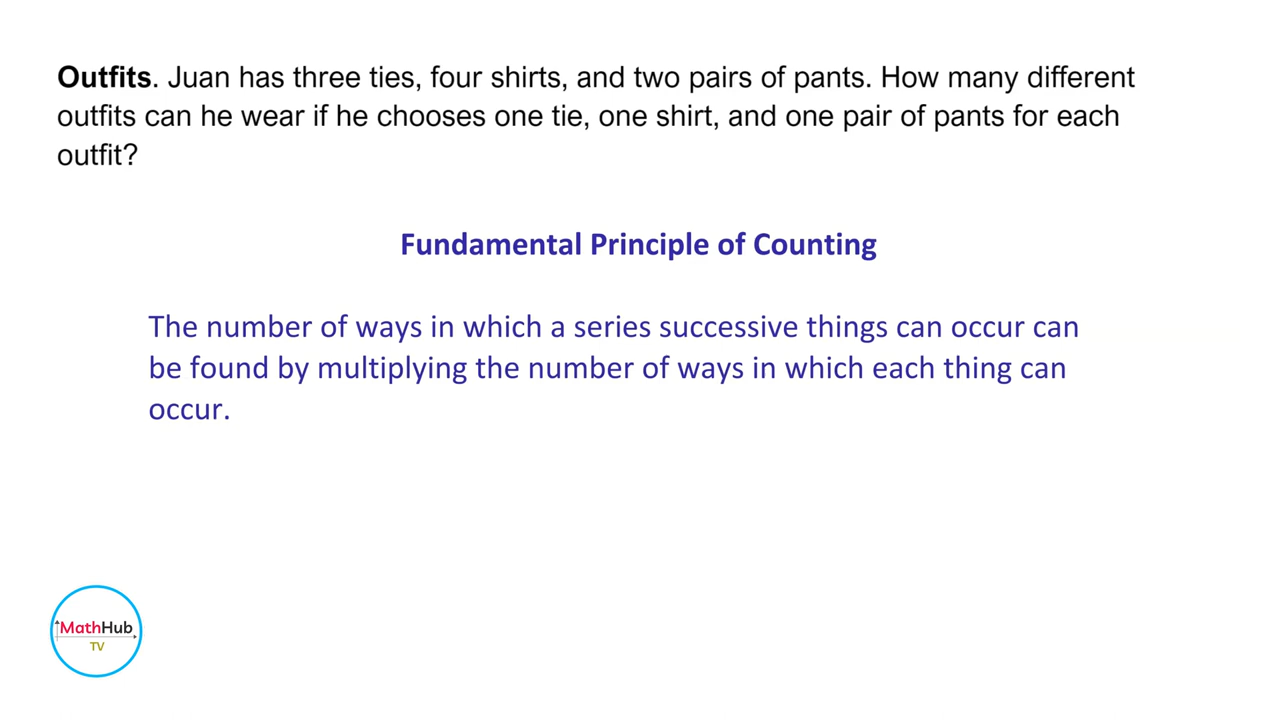 Outfits. Juan has three ties, four shirts, and two pairs of pants. How many different
outfits can he wear if he chooses one tie, one shirt, and one pair of pants for each
outfit?
Fundamental Principle of Counting
The number of ways in which a series successive things can occur can
be found by multiplying the number of ways in which each thing can
occur.
MathHub
TV